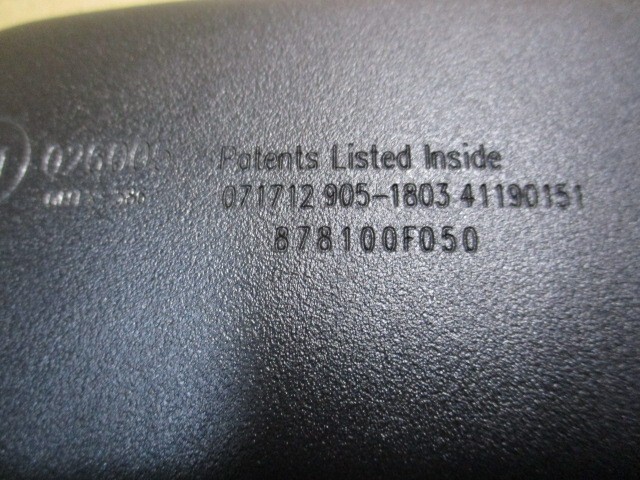 Patents Listed Inside
071712 905-1803 41190151
878100F050